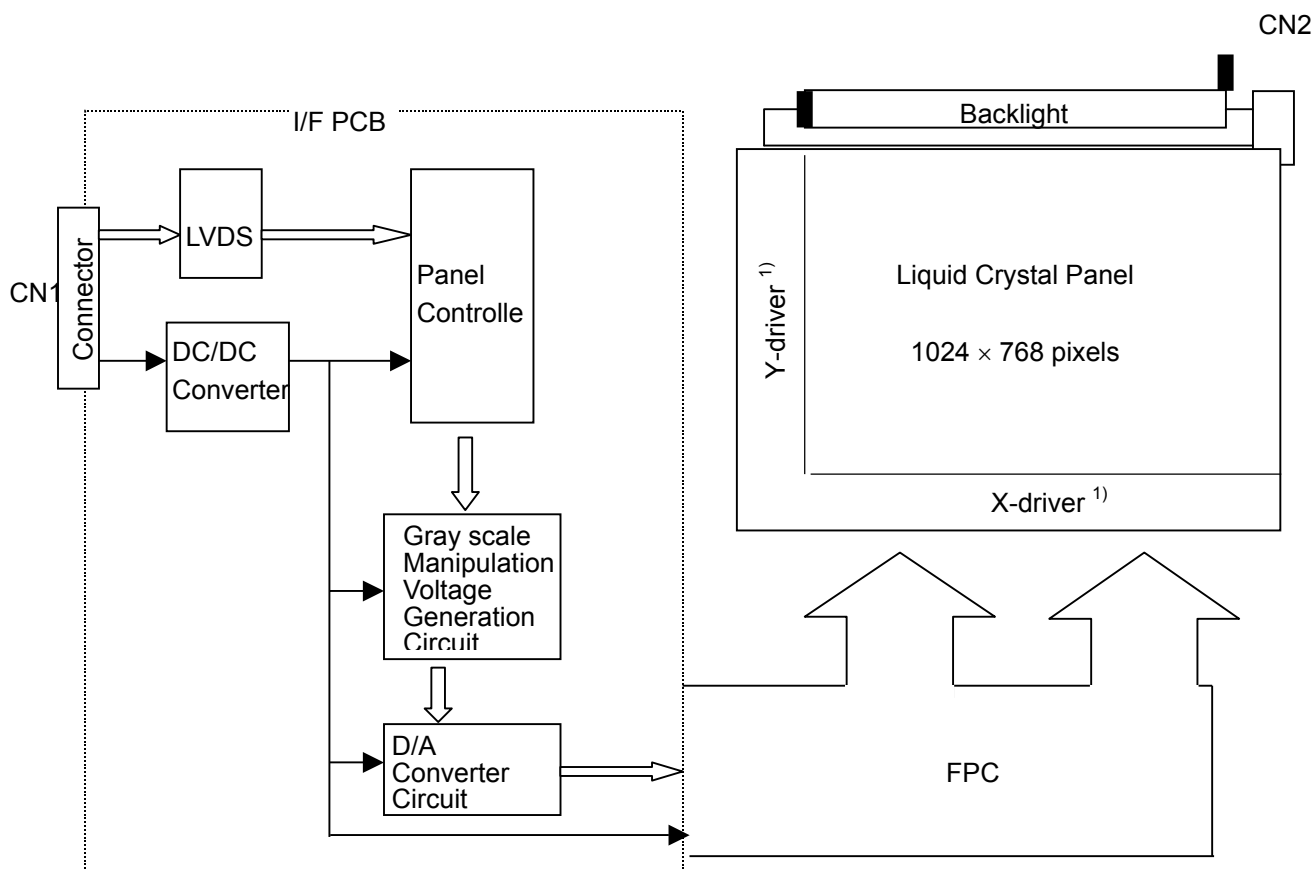 CN2
I/F PCB
Backlight
LVDS
Connector
CN1
Panel
Controlle
DC/DC
Converter
Y-driver 1)
Liquid Crystal Panel
1024 × 768 pixels
X-driver 1)
Gray scale
Manipulation
Voltage
Generation
Circuit
D/A
Converter
Circuit
FPC